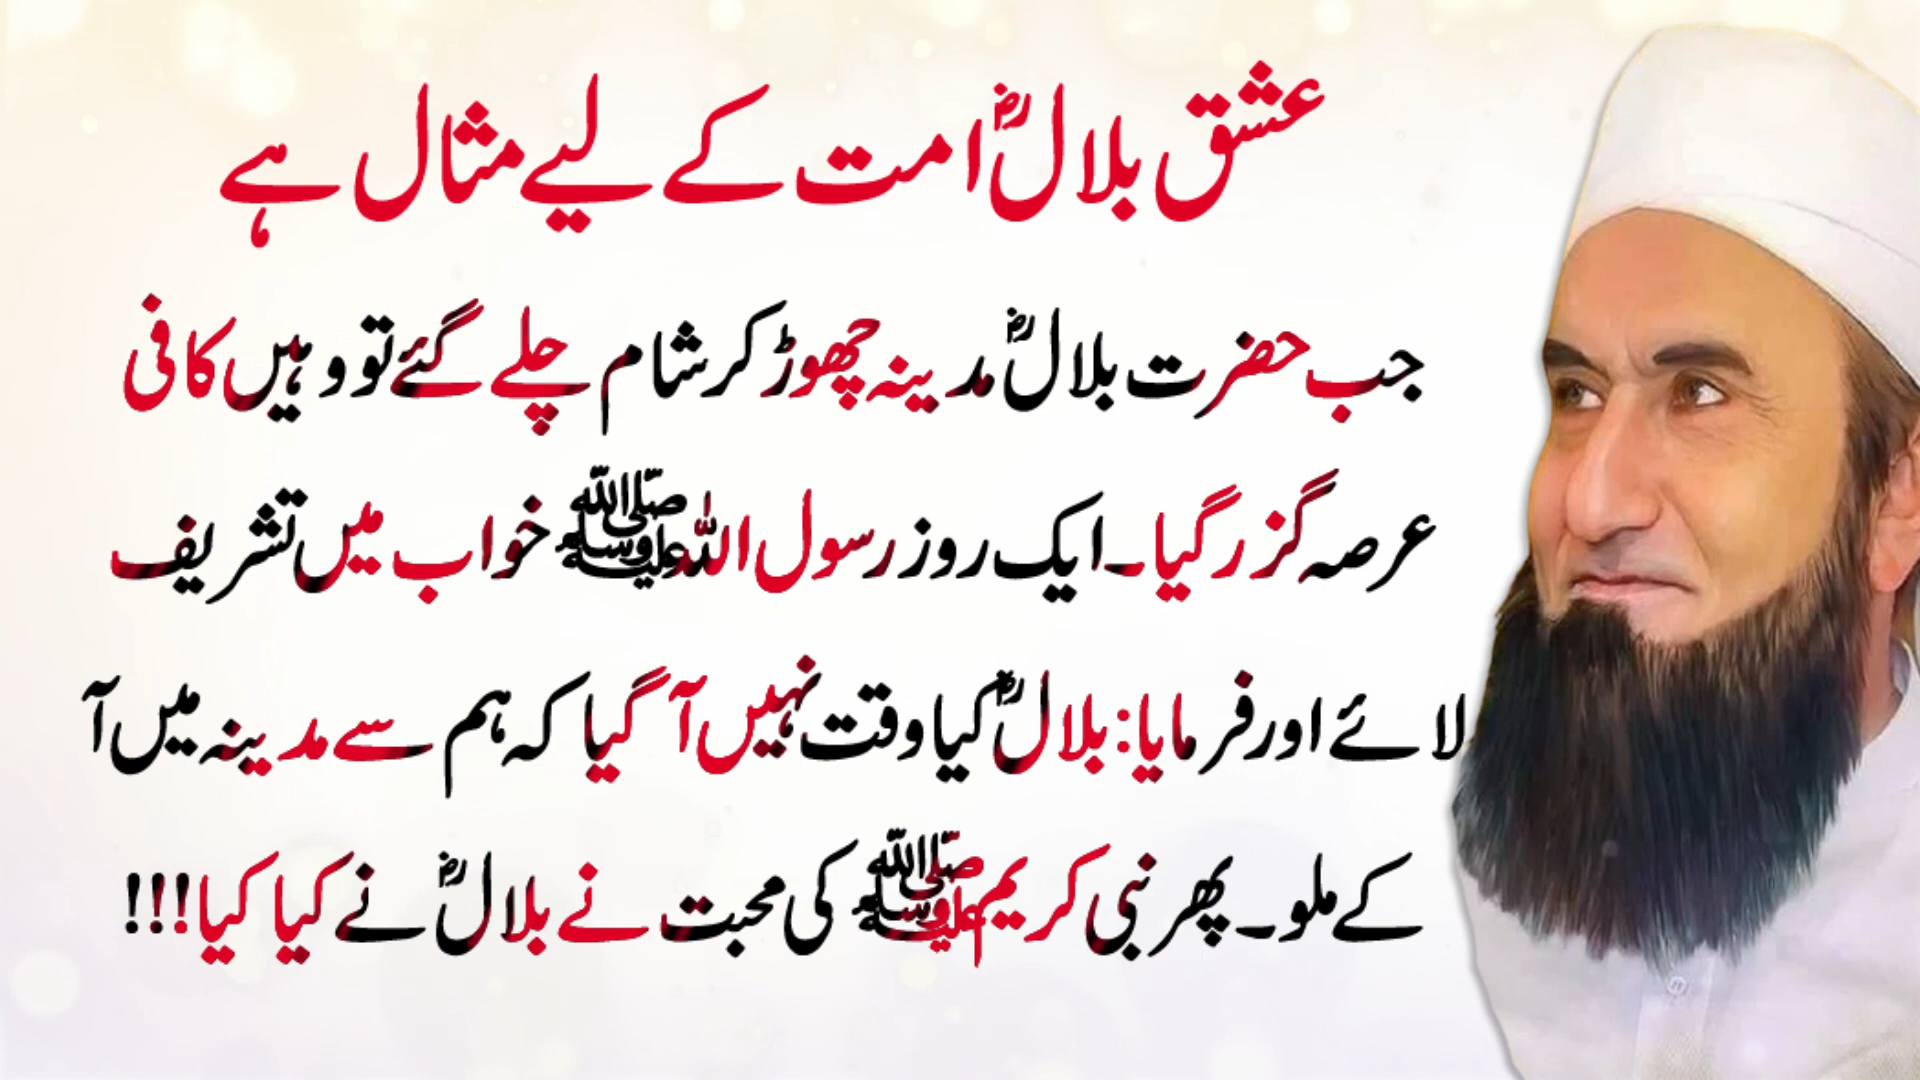 عشق بلالؓ امت کے لیے مثال ہے
جب حضرت بلالؓ مدینہ چھوڑ کر شام چلے گئے تو وہیں کافی
عرصہ گزر گیا۔ ایک روز رسول اللہ ﷺ خواب میں تشریف
لائے اور فرمایا: بلالؓ کیا وقت نہیں آ گیا کہ ہم سے مدینہ میں آ
کے ملو۔ پھر نبی کریم ﷺ کی محبت نے بلالؓ نے کیا کیا!!!